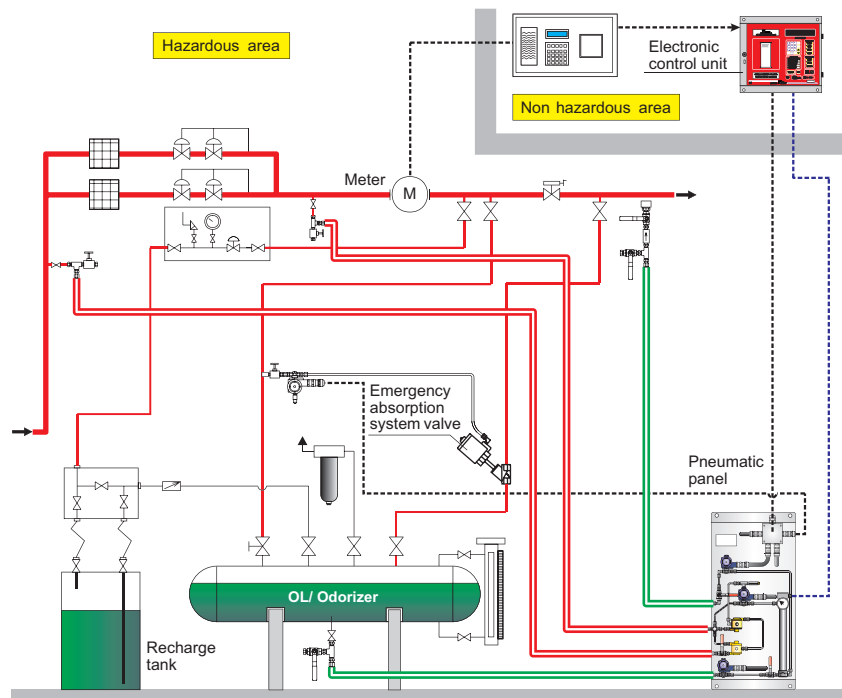 Hazardous area
Electronic
control unit
Non hazardous area
Meter
M
Emergency
absorption
system valve
Pneumatic
panel
OL/ Odorizer
Recharge
tank